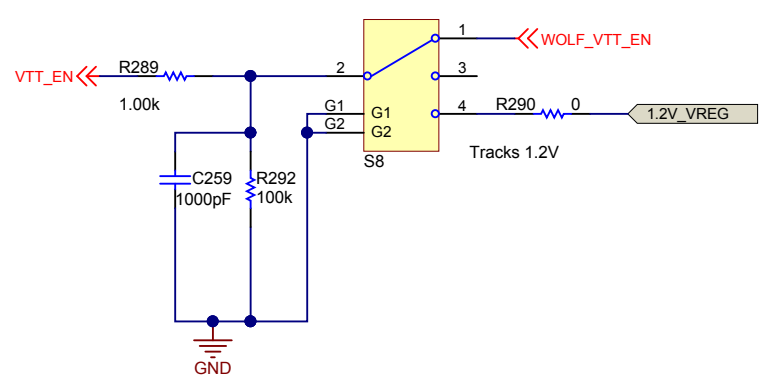 1
WOLF_VTT_EN
VTT_EN
R289
2
3
1.00k
G1
G1
4
R290
0
1.2V_VREG
G2
G2
S8
Tracks 1.2V
C259
R292
1000pF
100k
GND